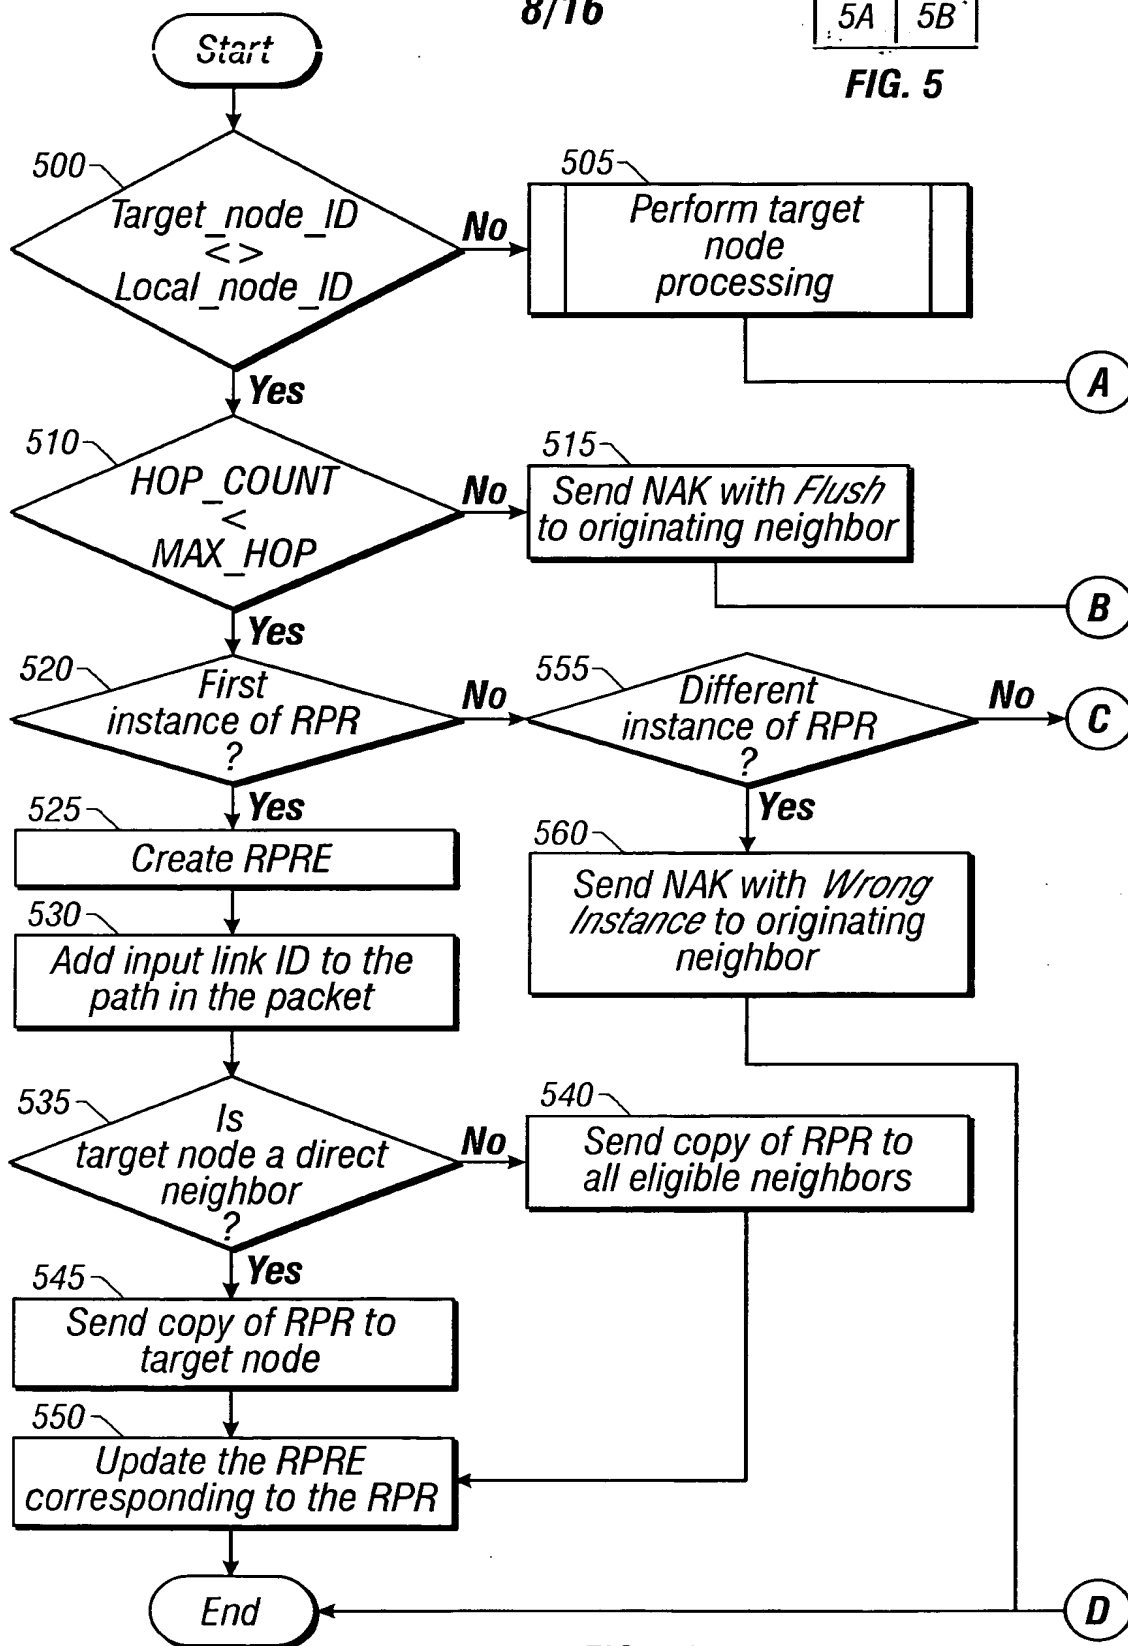 8/16
5A 5B
FIG. 5
Start
500
Target_node_ID
<>
Local_node_ID
No
505
Perform target
node
processing
A
Yes
510
HOP_COUNT
<
MAX_HOP
No
515
Send NAK with Flush
to originating neighbor
B
Yes
520
First
instance of RPR
?
No
555
Different
instance of RPR
?
No
C
Yes
525
Create RPRE
Yes
560
Send NAK with Wrong
Instance to originating
neighbor
530
Add input link ID to the
path in the packet
535
Is
target node a direct
neighbor
?
No
540
Send copy of RPR to
all eligible neighbors
Yes
545
Send copy of RPR to
target node
550
Update the RPRE
corresponding to the RPR
End
D